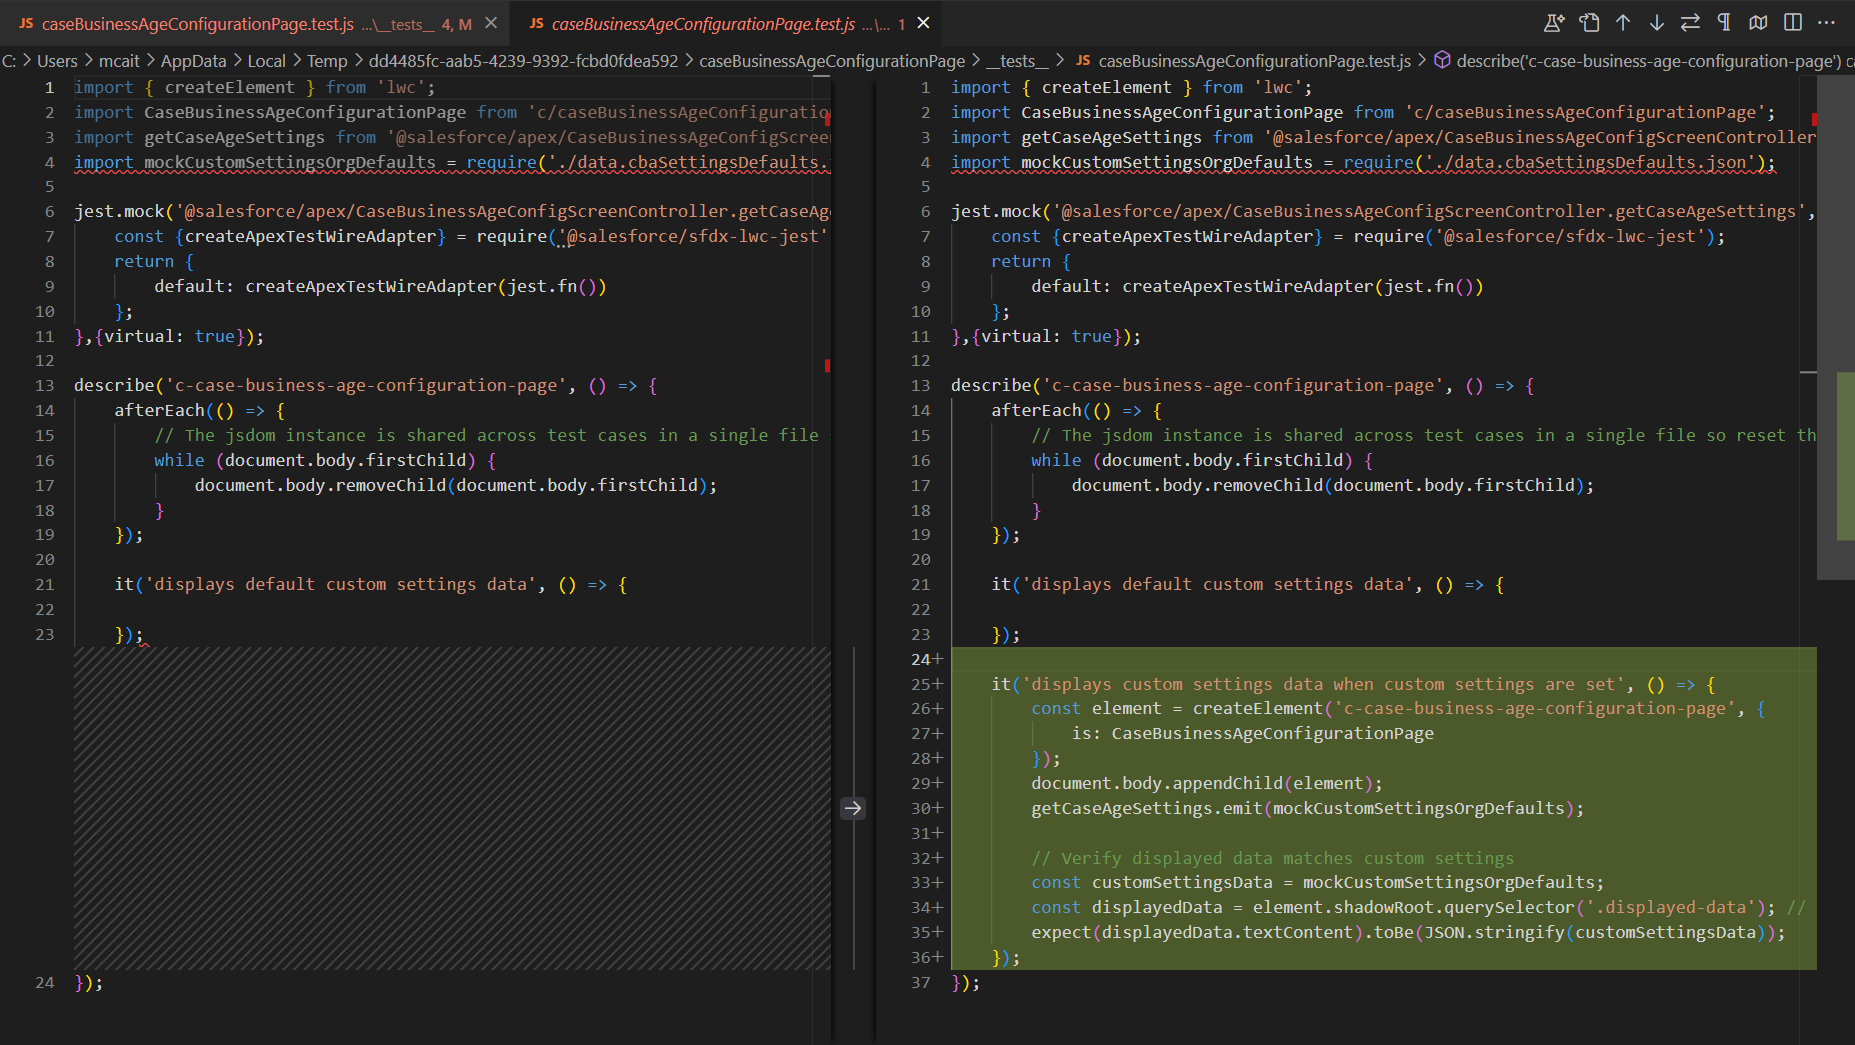 JS caseBusinessAgeConfigurationPage.test.js ...\__tests__ 4, M
JS caseBusinessAgeConfigurationPage.test.js ...\... 1
C: > Users > mcait > AppData > Local > Temp > dd4485fc-aab5-4239-9392-fcbd0fdea592 > caseBusinessAgeConfigurationPage > __tests__ > JS caseBusinessAgeConfigurationPage.test.js > describe('c-case-business-age-configuration-page') ca
1 import { createElement } from 'lwc';
2 import CaseBusinessAgeConfigurationPage from 'c/caseBusinessAgeConfiguratio
3 import getCaseAgeSettings from '@salesforce/apex/CaseBusinessAgeConfigScree
4 import mockCustomSettingsOrgDefaults = require('./data.cbaSettingsDefaults.
5
6 jest.mock('@salesforce/apex/CaseBusinessAgeConfigScreenController.getCaseAg
7 const {createApexTestWireAdapter} = require('@salesforce/sfdx-lwc-jest'
8 return {
9 default: createApexTestWireAdapter(jest.fn())
10 };
11 },{virtual: true});
12
13 describe('c-case-business-age-configuration-page', () => {
14 afterEach(() => {
15 // The jsdom instance is shared across test cases in a single file
16 while (document.body.firstChild) {
17 document.body.removeChild(document.body.firstChild);
18 }
19 });
20
21 it('displays default custom settings data', () => {
22
23 });
24 });
1 import { createElement } from 'lwc';
2 import CaseBusinessAgeConfigurationPage from 'c/caseBusinessAgeConfigurationPage';
3 import getCaseAgeSettings from '@salesforce/apex/CaseBusinessAgeConfigScreenController
4 import mockCustomSettingsOrgDefaults = require('./data.cbaSettingsDefaults.json');
5
6 jest.mock('@salesforce/apex/CaseBusinessAgeConfigScreenController.getCaseAgeSettings',
7 const {createApexTestWireAdapter} = require('@salesforce/sfdx-lwc-jest');
8 return {
9 default: createApexTestWireAdapter(jest.fn())
10 };
11 },{virtual: true});
12
13 describe('c-case-business-age-configuration-page', () => {
14 afterEach(() => {
15 // The jsdom instance is shared across test cases in a single file so reset th
16 while (document.body.firstChild) {
17 document.body.removeChild(document.body.firstChild);
18 }
19 });
20
21 it('displays default custom settings data', () => {
22
23 });
24+
25+ it('displays custom settings data when custom settings are set', () => {
26+ const element = createElement('c-case-business-age-configuration-page', {
27+ is: CaseBusinessAgeConfigurationPage
28+ });
29+ document.body.appendChild(element);
30+ getCaseAgeSettings.emit(mockCustomSettingsOrgDefaults);
31+
32+ // Verify displayed data matches custom settings
33+ const customSettingsData = mockCustomSettingsOrgDefaults;
34+ const displayedData = element.shadowRoot.querySelector('.displayed-data'); //
35+ expect(displayedData.textContent).toBe(JSON.stringify(customSettingsData));
36+ });
37 });